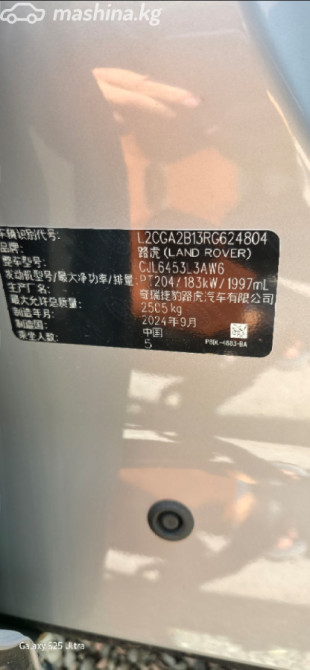 mashina.kg
车辆识别代号: L2CGA2B13RG624804
品牌: 路虎(LAND ROVER)
整车型号: CJL6453L3AW6
发动机型号/最大净功率/排量: PT204/183kW/1997mL
生产厂名: 奇瑞捷豹路虎汽车有限公司
最大允许总质量: 2505kg
制造年月: 2024年9月
制造国: 中国
乘坐人数: 5
Galaxy S25 Ultra